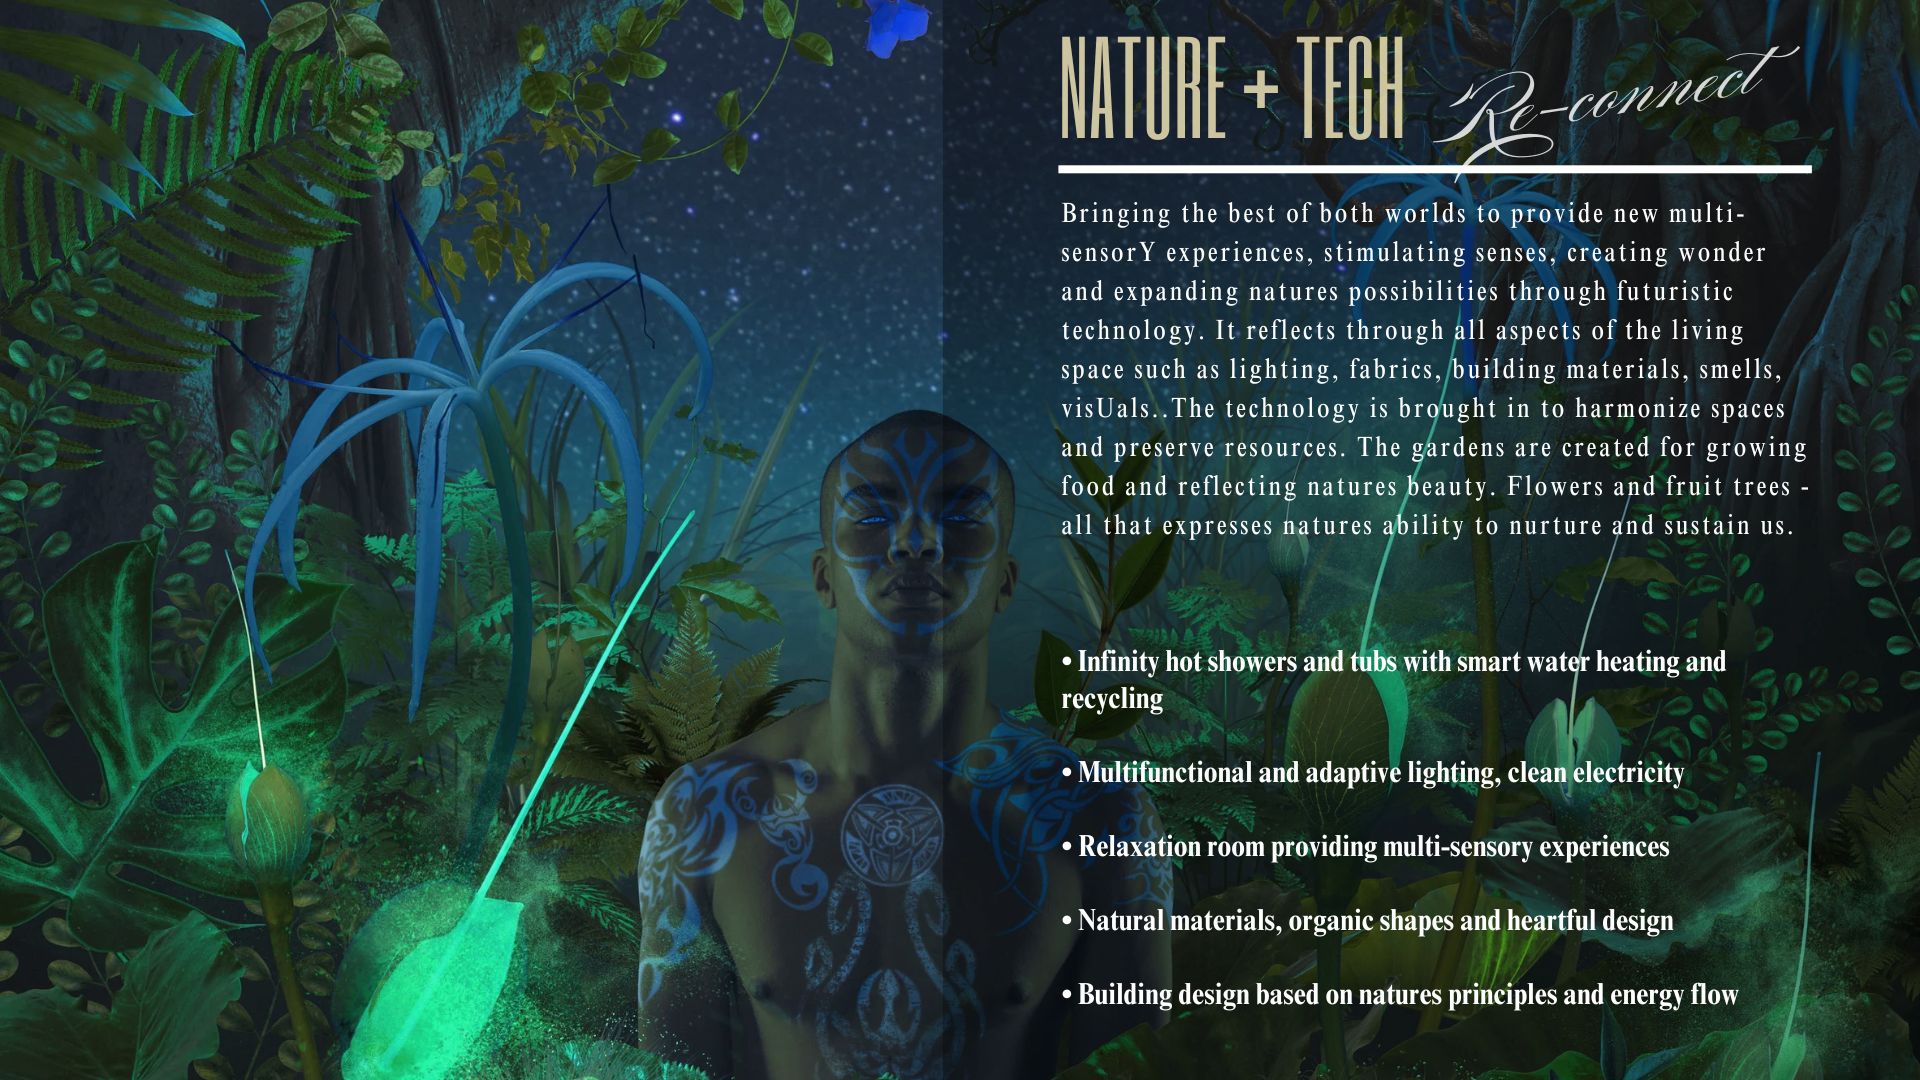 NATURE + TECH Re-connect
Bringing the best of both worlds to provide new multi-
sensorY experiences, stimulating senses, creating wonder
and expanding natures possibilities through futuristic
technology. It reflects through all aspects of the living
space such as lighting, fabrics, building materials, smells,
visUals..The technology is brought in to harmonize spaces
and preserve resources. The gardens are created for growing
food and reflecting natures beauty. Flowers and fruit trees -
all that expresses natures ability to nurture and sustain us.
• Infinity hot showers and tubs with smart water heating and
recycling
• Multifunctional and adaptive lighting, clean electricity
• Relaxation room providing multi-sensory experiences
• Natural materials, organic shapes and heartful design
• Building design based on natures principles and energy flow